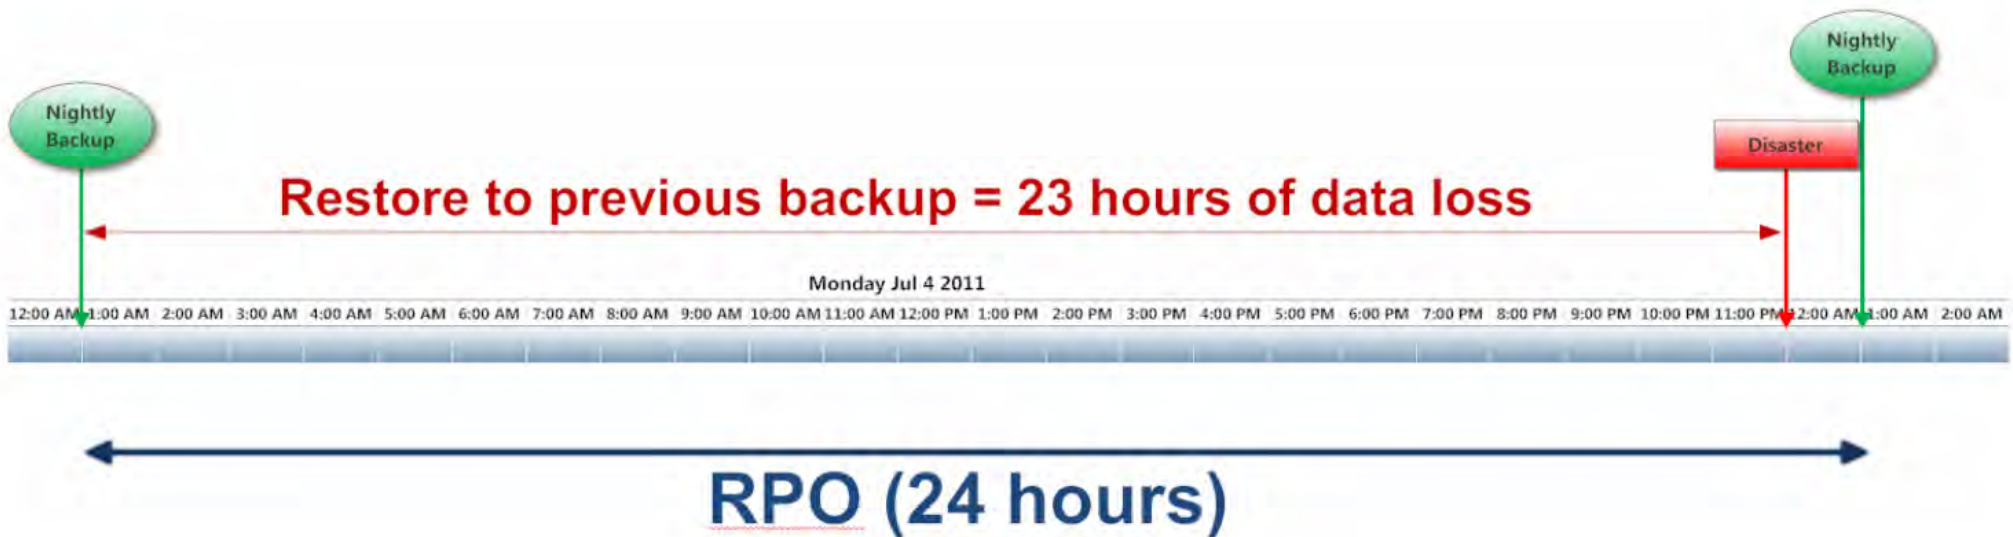 Nightly
Backup
Nightly
Backup
Disaster
Restore to previous backup = 23 hours of data loss
Monday Jul 4 2011
12:00 AM 1:00 AM 2:00 AM 3:00 AM 4:00 AM 5:00 AM 6:00 AM 7:00 AM 8:00 AM 9:00 AM 10:00 AM 11:00 AM 12:00 PM 1:00 PM 2:00 PM 3:00 PM 4:00 PM 5:00 PM 6:00 PM 7:00 PM 8:00 PM 9:00 PM 10:00 PM 11:00 PM 12:00 AM 1:00 AM 2:00 AM
RPO (24 hours)